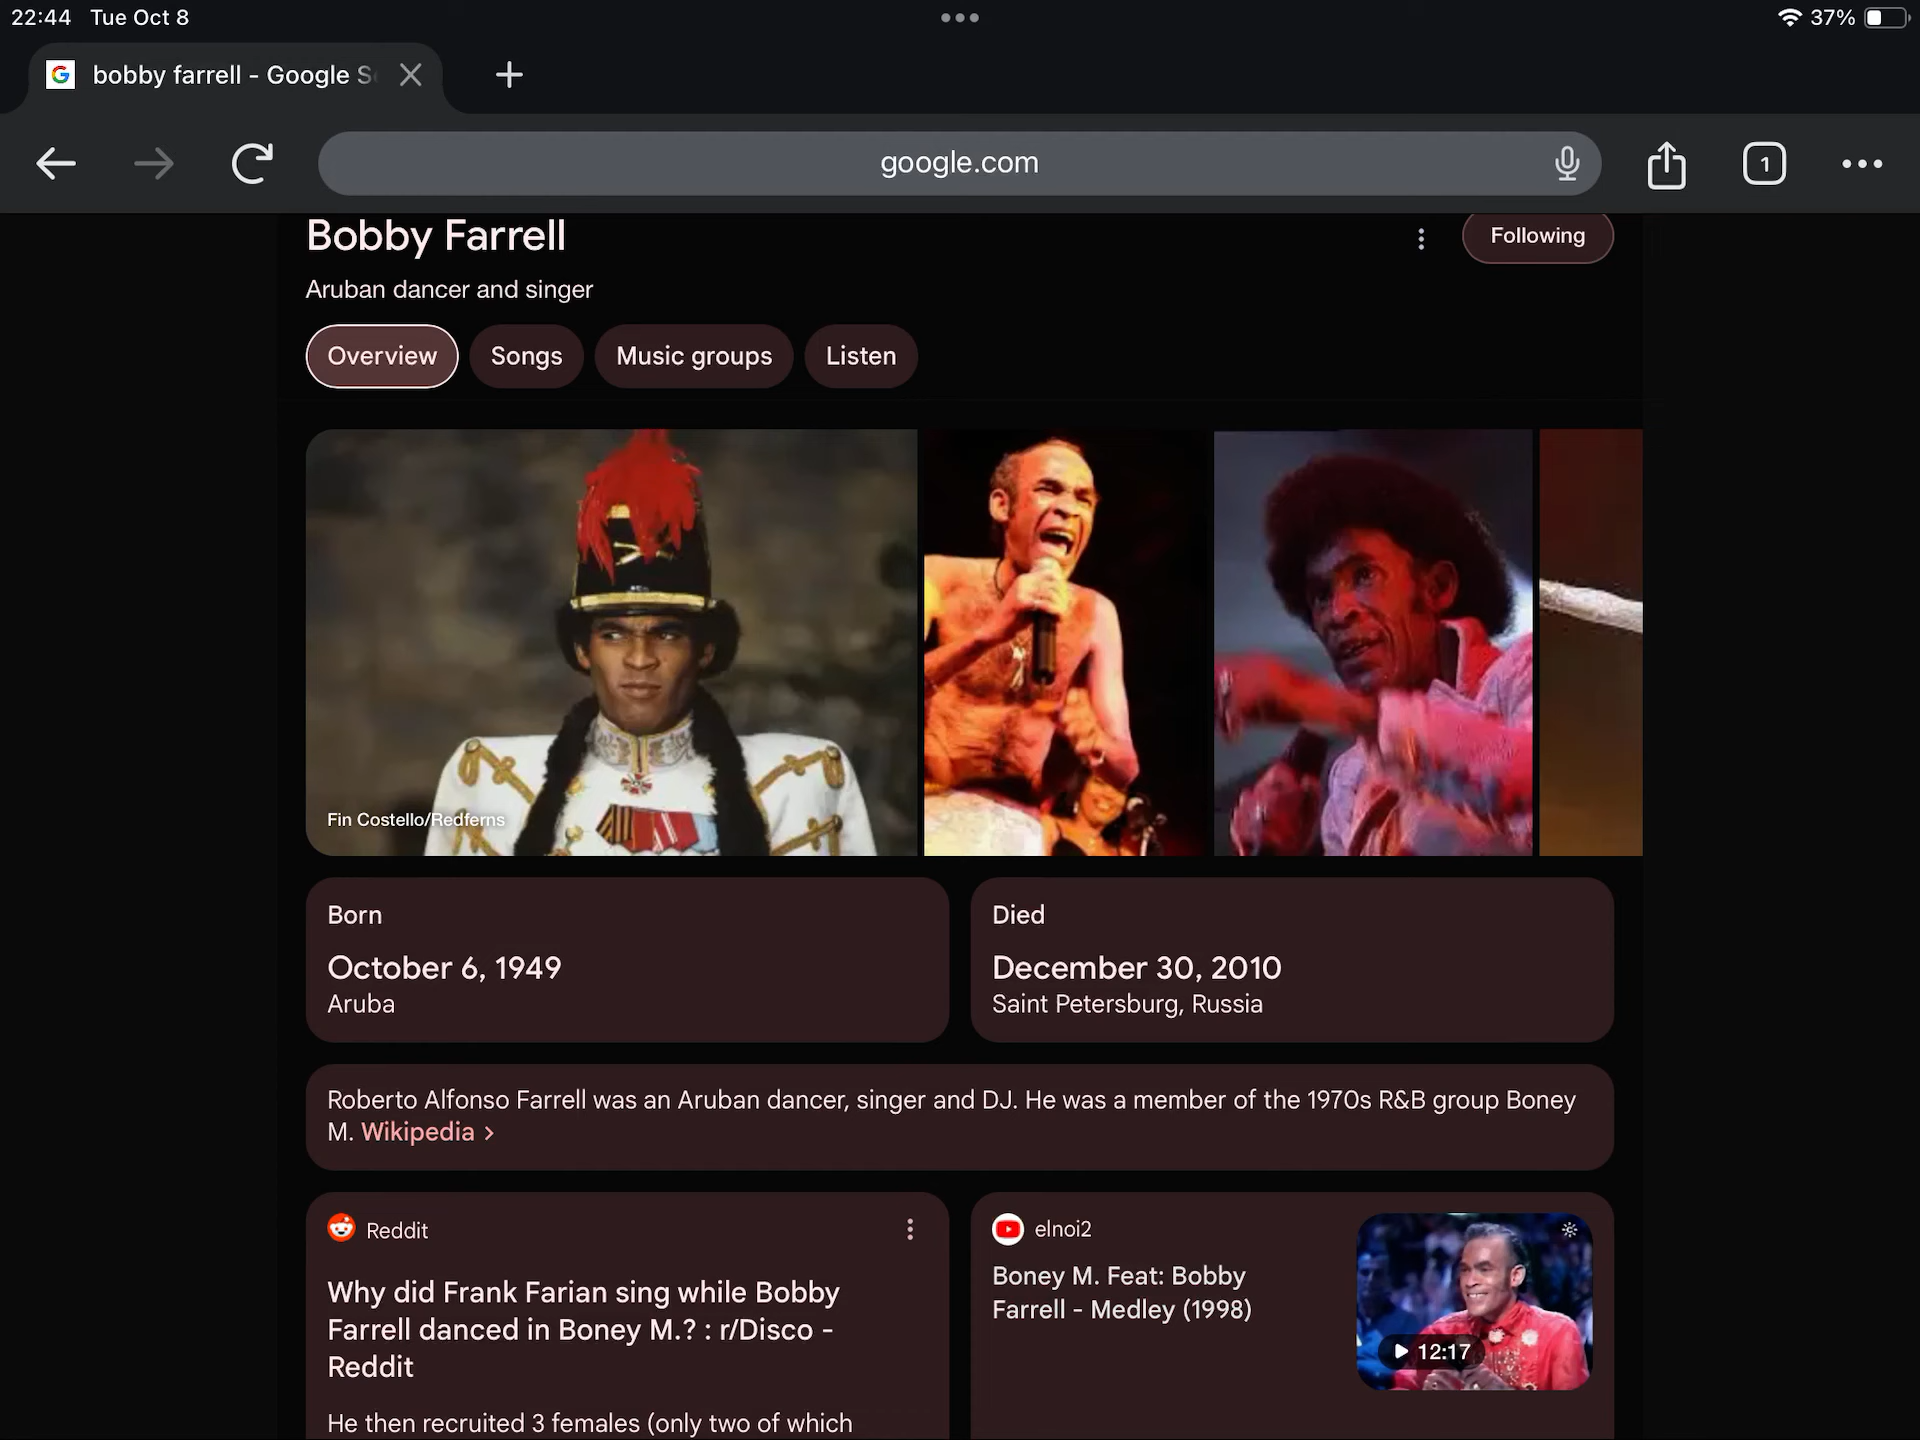 22:44 Tue Oct 8
37%
bobby farrell - Google S
google.com
1
Bobby Farrell
Following
Aruban dancer and singer
Overview
Songs
Music groups
Listen
Fin Costello/Redferns
Born
October 6, 1949
Aruba
Died
December 30, 2010
Saint Petersburg, Russia
Roberto Alfonso Farrell was an Aruban dancer, singer and DJ. He was a member of the 1970s R&B group Boney
M. Wikipedia
Reddit
Why did Frank Farian sing while Bobby
Farrell danced in Boney M.? : r/Disco -
Reddit
He then recruited 3 females (only two of which
elnoi2
Boney M. Feat: Bobby
Farrell - Medley (1998)
12:17